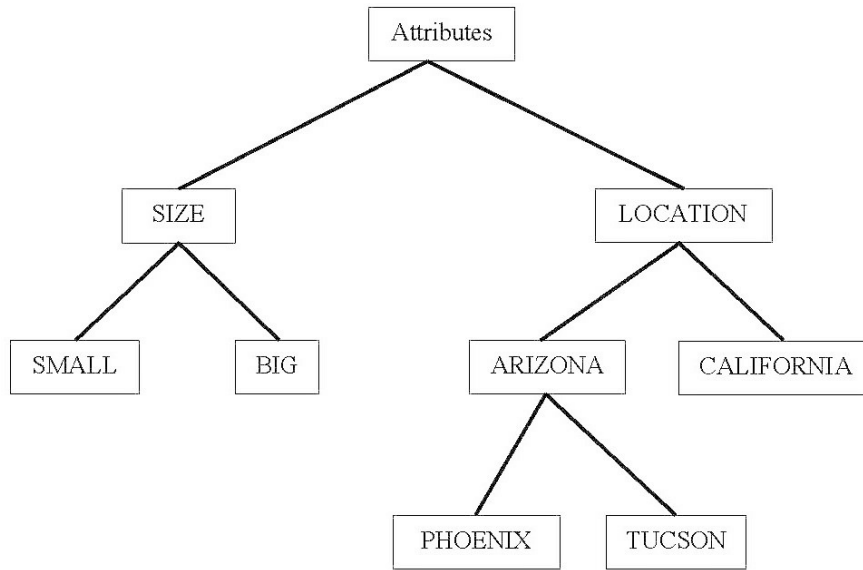 Attributes
SIZE
LOCATION
SMALL
BIG
ARIZONA
CALIFORNIA
PHOENIX
TUCSON